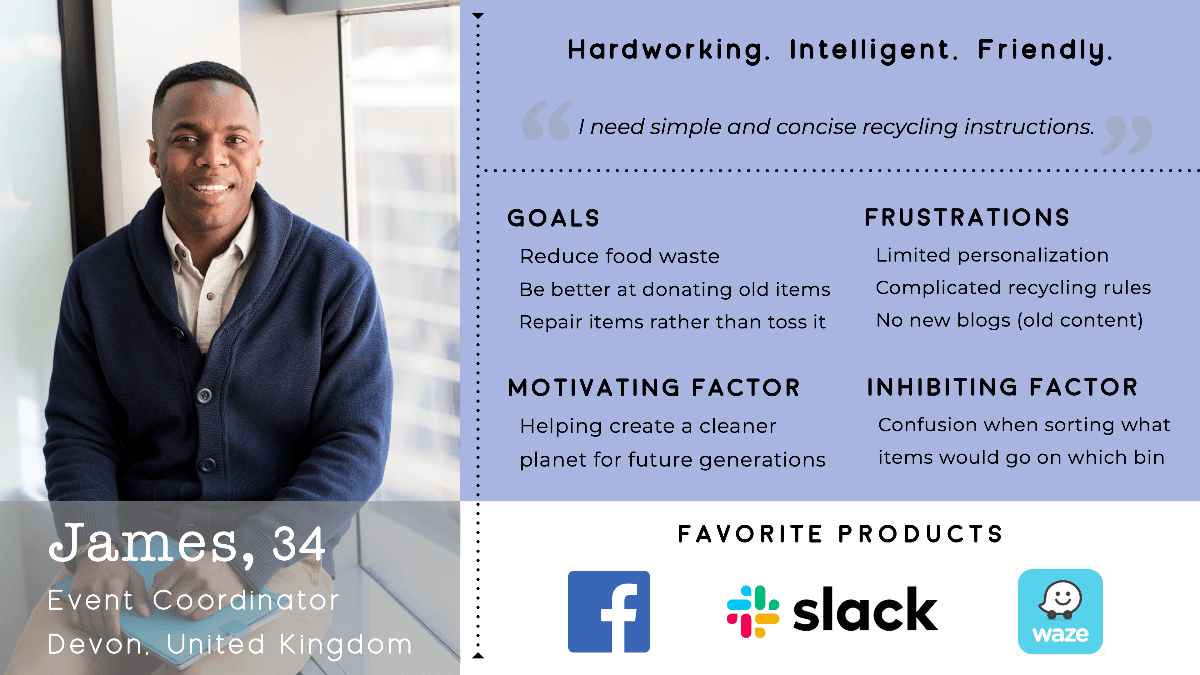 Hardworking. Intelligent. Friendly.
“ I need simple and concise recycling instructions. ”
GOALS
Reduce food waste
Be better at donating old items
Repair items rather than toss it
FRUSTRATIONS
Limited personalization
Complicated recycling rules
No new blogs (old content)
MOTIVATING FACTOR
Helping create a cleaner
planet for future generations
INHIBITING FACTOR
Confusion when sorting what
items would go on which bin
James, 34
Event Coordinator
Devon, United Kingdom
FAVORITE PRODUCTS
f
slack
waze